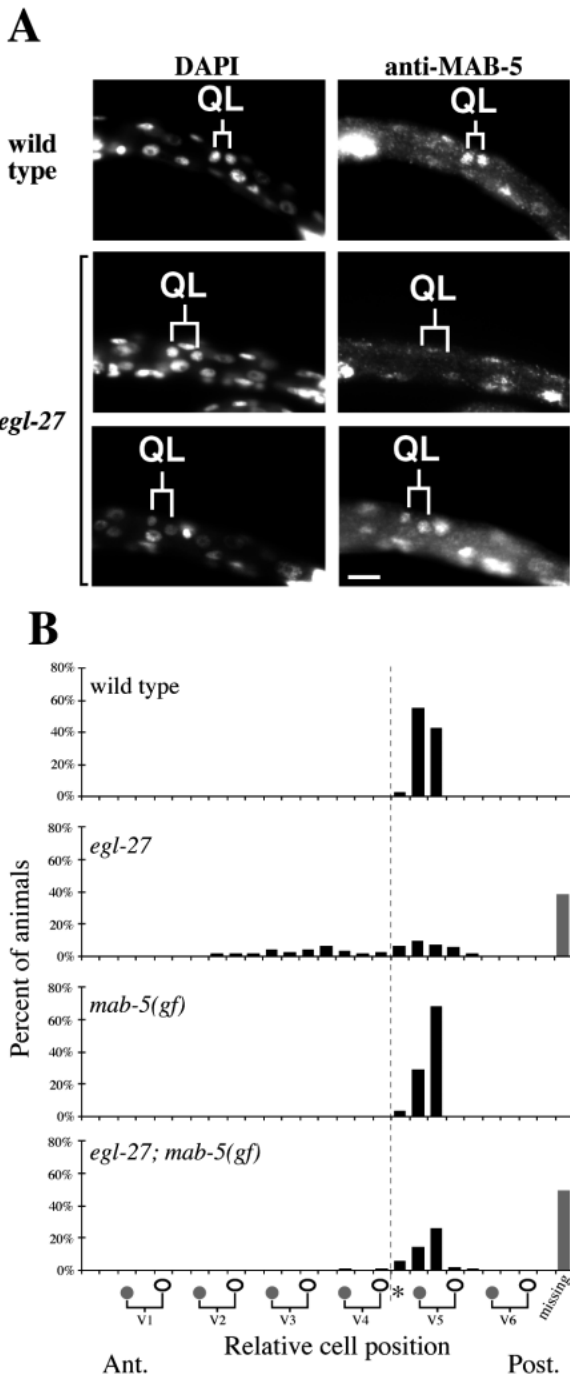 A
DAPI anti-MAB-5
wild type
QL QL
egl-27
QL QL
QL QL
B
Percent of animals
80%
wild type
60%
40%
20%
0%
80%
egl-27
60%
40%
20%
0%
80%
mab-5(gf)
60%
40%
20%
0%
80%
egl-27; mab-5(gf)
60%
40%
20%
0%
* missing
V1 V2 V3 V4 V5 V6
Relative cell position
Ant. Post.